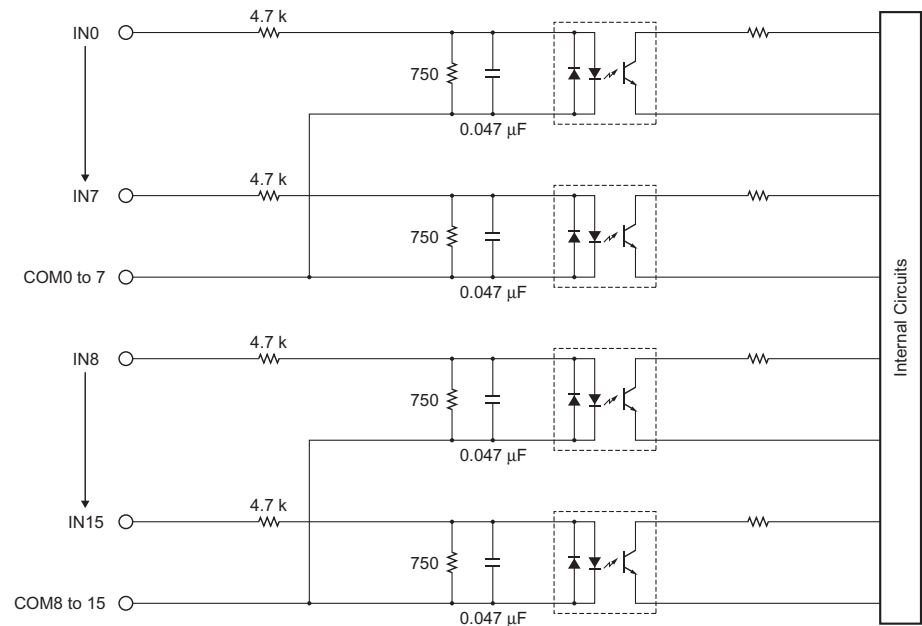 4.7 k
IN0
750
0.047 μF
4.7 k
IN7
750
COM0 to 7
0.047 μF
4.7 k
IN8
750
0.047 μF
4.7 k
IN15
750
COM8 to 15
0.047 μF
Internal Circuits